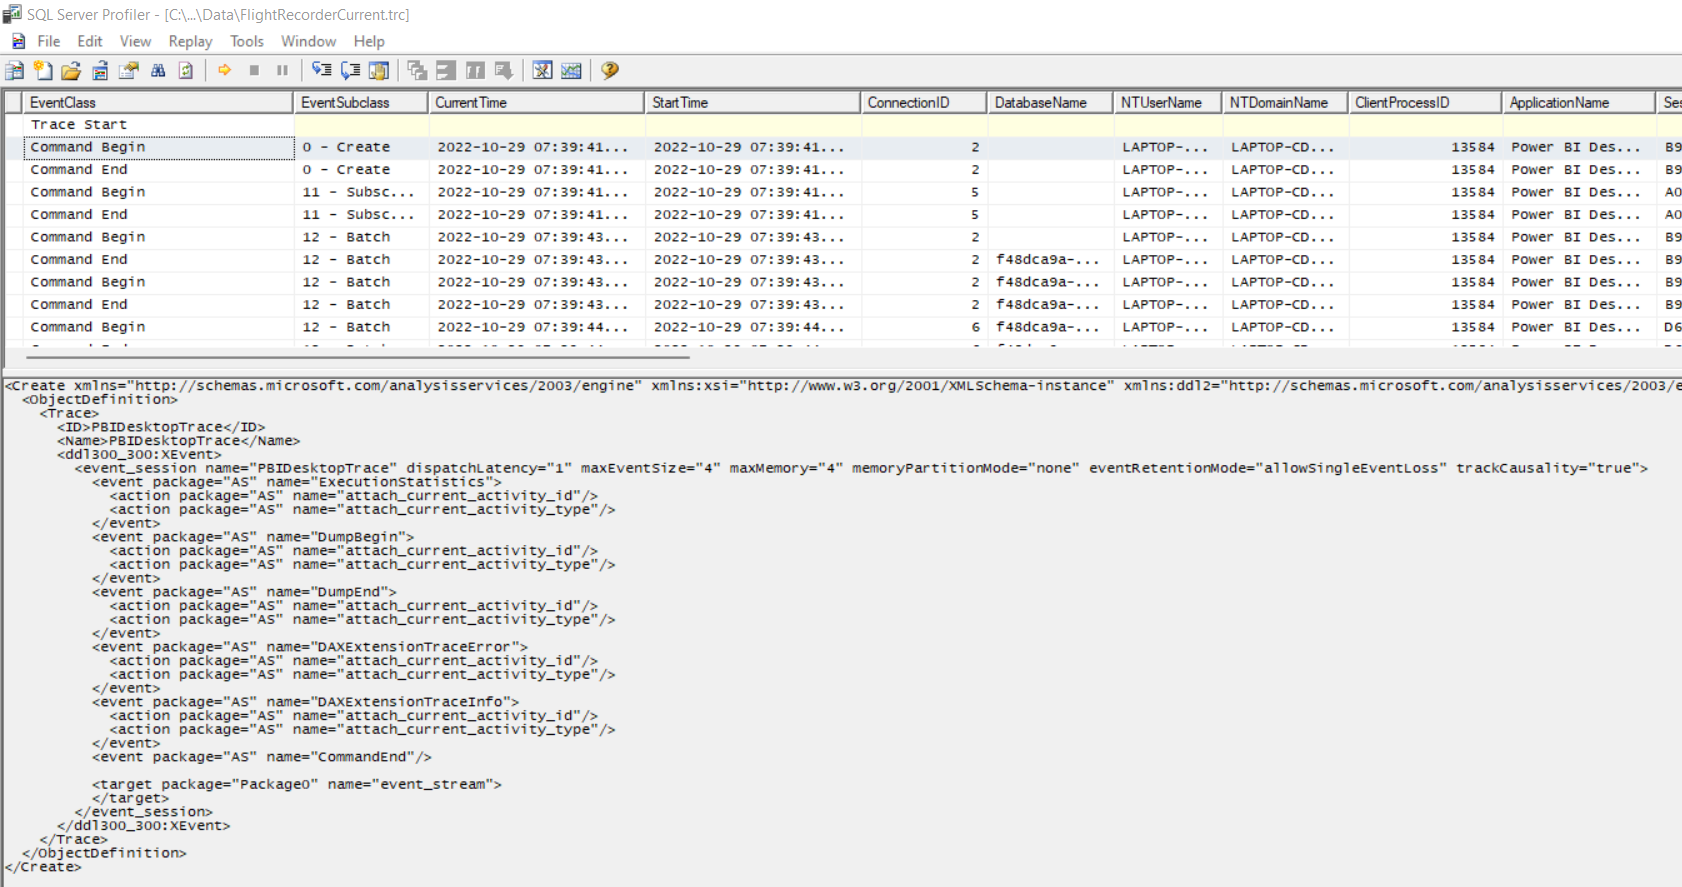 SQL Server Profiler - [C:\...\Data\FlightRecorderCurrent.trc]
File Edit View Replay Tools Window Help
EventClass EventSubclass CurrentTime StartTime ConnectionID DatabaseName NTUserName NTDomainName ClientProcessID ApplicationName Ses
Trace Start
Command Begin 0 - Create 2022-10-29 07:39:41... 2022-10-29 07:39:41... 2 LAPTOP-... LAPTOP-CD... 13584 Power BI Des... B9
Command End 0 - Create 2022-10-29 07:39:41... 2022-10-29 07:39:41... 2 LAPTOP-... LAPTOP-CD... 13584 Power BI Des... B9
Command Begin 11 - Subsc... 2022-10-29 07:39:41... 2022-10-29 07:39:41... 5 LAPTOP-... LAPTOP-CD... 13584 Power BI Des... A0
Command End 11 - Subsc... 2022-10-29 07:39:41... 2022-10-29 07:39:41... 5 LAPTOP-... LAPTOP-CD... 13584 Power BI Des... A0
Command Begin 12 - Batch 2022-10-29 07:39:43... 2022-10-29 07:39:43... 2 LAPTOP-... LAPTOP-CD... 13584 Power BI Des... B9
Command End 12 - Batch 2022-10-29 07:39:43... 2022-10-29 07:39:43... 2 f48dca9a-... LAPTOP-... LAPTOP-CD... 13584 Power BI Des... B9
Command Begin 12 - Batch 2022-10-29 07:39:43... 2022-10-29 07:39:43... 2 f48dca9a-... LAPTOP-... LAPTOP-CD... 13584 Power BI Des... B9
Command End 12 - Batch 2022-10-29 07:39:43... 2022-10-29 07:39:43... 2 f48dca9a-... LAPTOP-... LAPTOP-CD... 13584 Power BI Des... B9
Command Begin 12 - Batch 2022-10-29 07:39:44... 2022-10-29 07:39:44... 6 f48dca9a-... LAPTOP-... LAPTOP-CD... 13584 Power BI Des... D6
<Create xmlns="http://schemas.microsoft.com/analysisservices/2003/engine" xmlns:xsi="http://www.w3.org/2001/XMLSchema-instance" xmlns:ddl2="http://schemas.microsoft.com/analysisservices/2003/e
<ObjectDefinition>
<Trace>
<ID>PBIDesktopTrace</ID>
<Name>PBIDesktopTrace</Name>
<ddl300_300:XEvent>
<event_session name="PBIDesktopTrace" dispatchLatency="1" maxEventSize="4" maxMemory="4" memoryPartitionMode="none" eventRetentionMode="allowSingleEventLoss" trackCausality="true">
<event package="AS" name="ExecutionStatistics">
<action package="AS" name="attach_current_activity_id"/>
<action package="AS" name="attach_current_activity_type"/>
</event>
<event package="AS" name="DumpBegin">
<action package="AS" name="attach_current_activity_id"/>
<action package="AS" name="attach_current_activity_type"/>
</event>
<event package="AS" name="DumpEnd">
<action package="AS" name="attach_current_activity_id"/>
<action package="AS" name="attach_current_activity_type"/>
</event>
<event package="AS" name="DAXExtensionTraceError">
<action package="AS" name="attach_current_activity_id"/>
<action package="AS" name="attach_current_activity_type"/>
</event>
<event package="AS" name="DAXExtensionTraceInfo">
<action package="AS" name="attach_current_activity_id"/>
<action package="AS" name="attach_current_activity_type"/>
</event>
<event package="AS" name="CommandEnd"/>
<target package="Package0" name="event_stream">
</target>
</event_session>
</ddl300_300:XEvent>
</Trace>
</ObjectDefinition>
</Create>